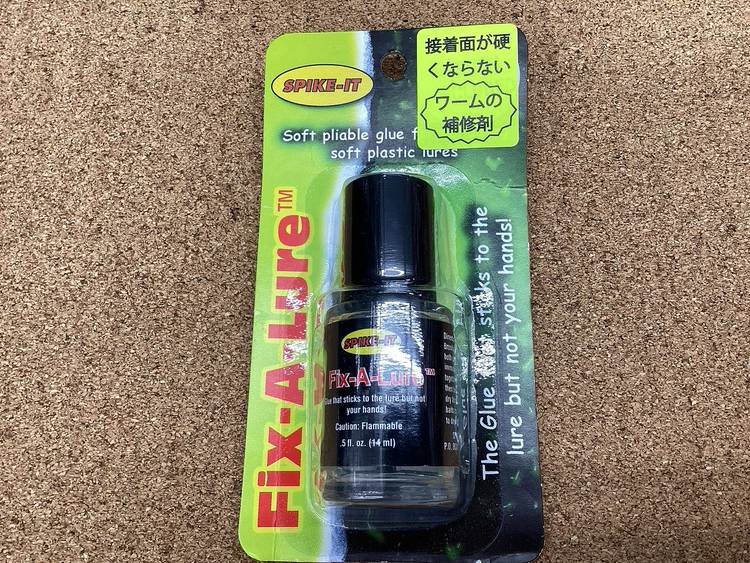 SPIKE-IT
接着面が硬
くならない
ワームの
補修剤
Soft pliable glue
soft plastic lures
Fix-A-Lure™
The Glue sticks to the
lure but not your hands!
SPIKE-IT
Fix-A-Lure™
Glue that sticks to the lure but not
your hands!
Caution: Flammable
.5 fl. oz. (14 ml)